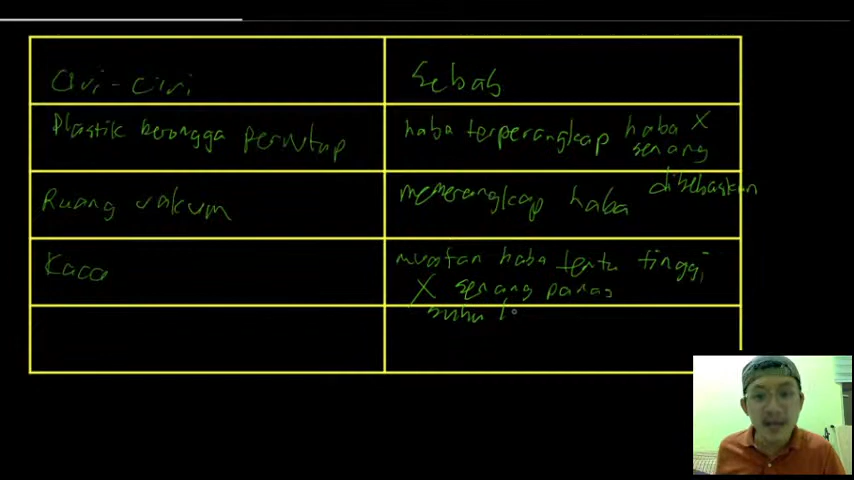 Ciri - ciri
Sebab
Plastik berongga penutup
haba terperangkap haba X
senang
dibebaskan
Ruang vakum
memerangkap haba
Kaca
muatan haba tentu tinggi,
X senang panas
suhu